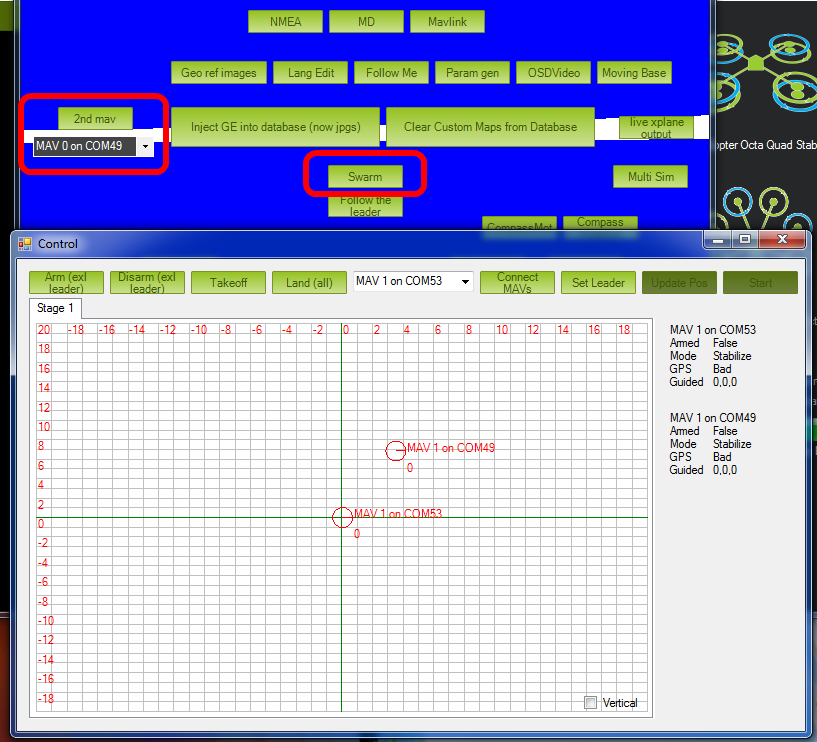 NMEA MD Mavlink
Geo ref images Lang Edit Follow Me Param gen OSDVideo Moving Base
2nd mav
Inject GE into database (now jpgs) Clear Custom Maps from Database
live xplane
output
MAV 0 on COM49
opter Octa Quad Stab
Swarm
Multi Sim
Follow the
leader
CompassMot
Compass
Control
Arm (exl
leader)
Disarm (exl
leader)
Takeoff
Land (all)
MAV 1 on COM53
Connect
MAVs
Set Leader
Update Pos
Start
Stage 1
20 -18 -16 -14 -12 -10 -8 -6 -4 -2 0 2 4 6 8 10 12 14 16 18
18
16
14
12
10
8
6
4
2
0
-2
-4
-6
-8
-10
-12
-14
-16
-18
MAV 1 on COM49
0
MAV 1 on COM53
0
Vertical
MAV 1 on COM53
Armed False
Mode Stabilize
GPS Bad
Guided 0,0,0
MAV 1 on COM49
Armed False
Mode Stabilize
GPS Bad
Guided 0,0,0